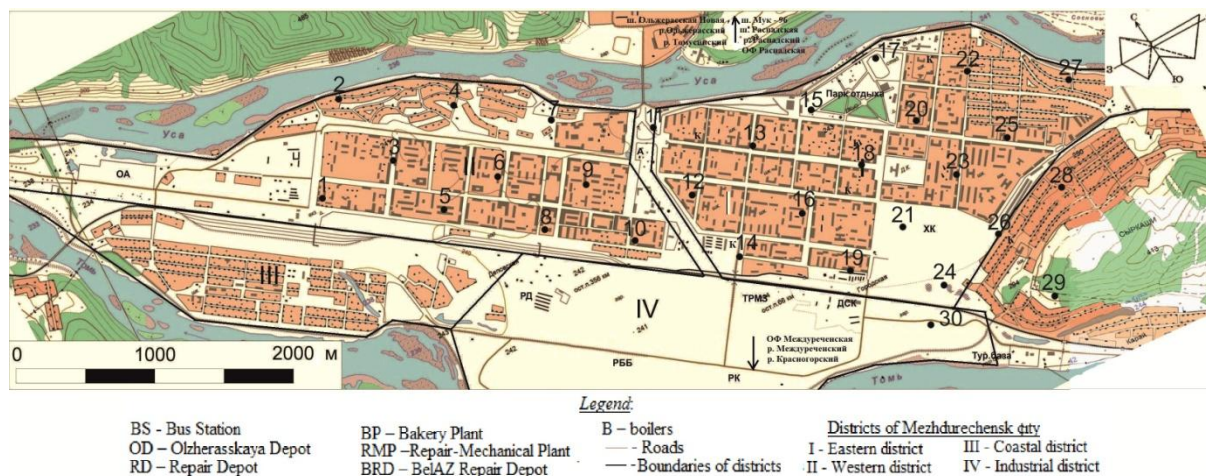 ш. Ольжерасская Новая
р.Ольжерасский
р. Томусинский
ш. Мук - 96
ш. Распадская
р. Распадский
ОФ Распадская
С
З
Ю
Уса
Уса
Парк отдыха
ОА
А
К
К
К
К
ДК
ХК
СЫРКАШИ
Томь
Томь
I
II
III
IV
РД
ТРМЗ
ДСК
Городская
РББ
РК
Тур.база
ОФ Междуреченская
р. Междуреченский
р. Красногорский
1
2
3
4
5
6
7
8
9
10
11
12
13
14
15
16
17
18
19
20
21
22
23
24
25
26
27
28
29
30
0 1000 2000 М
Legend:
BS - Bus Station
OD – Olzherasskaya Depot
RD – Repair Depot
BP – Bakery Plant
RMP –Repair-Mechanical Plant
BRD – BelAZ Repair Depot
B – boilers
- Roads
- Boundaries of districts
Districts of Mezhdurechensk city
I - Eastern district
II - Western district
III - Coastal district
IV - Industrial district